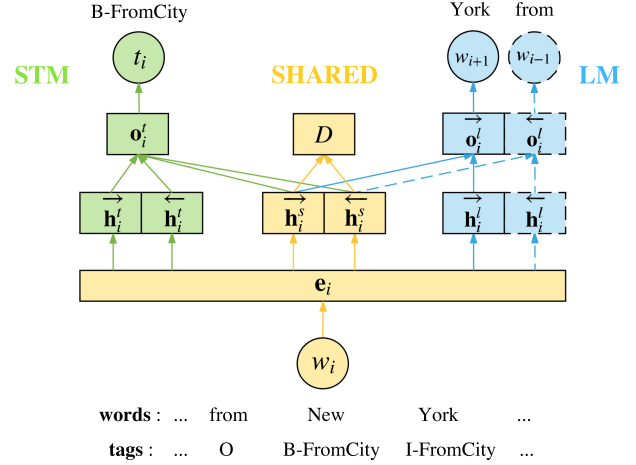 B-FromCity York from
STM t_i SHARED w_{i+1} w_{i-1} LM
o_i^t D →o_i^l ←o_i^l
→h_i^t ←h_i^t →h_i^s ←h_i^s →h_i^l ←h_i^l
e_i
w_i
words : ... from New York ...
tags : ... O B-FromCity I-FromCity ...